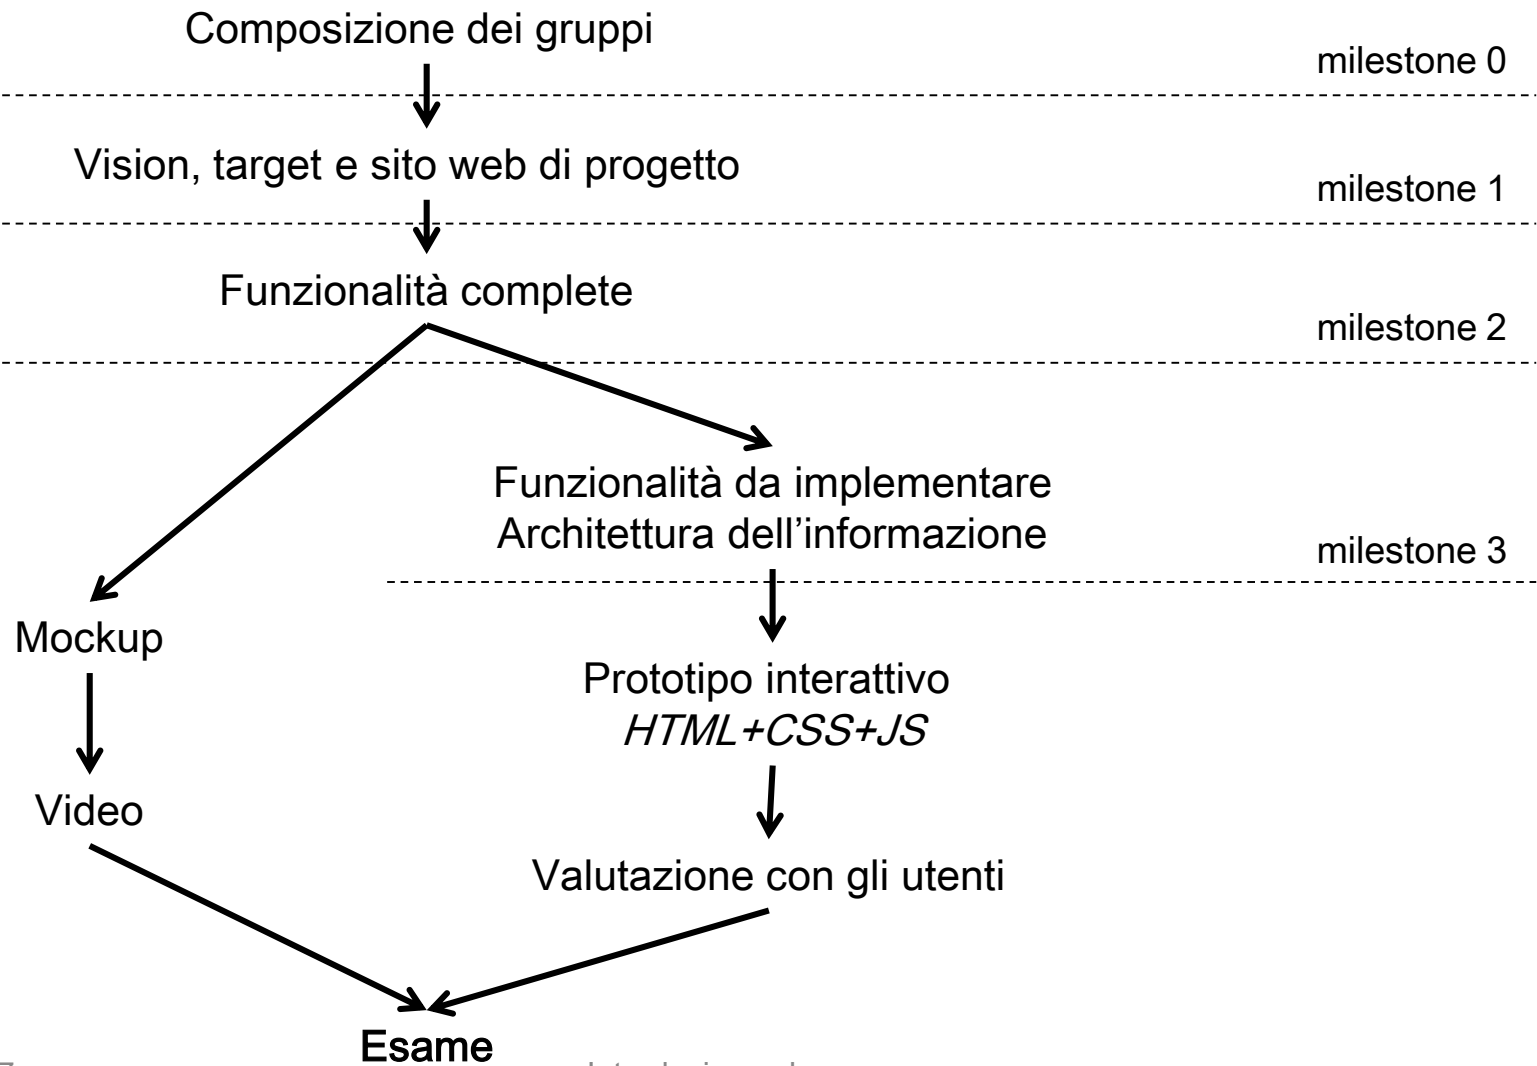 Composizione dei gruppi
milestone 0
Vision, target e sito web di progetto
milestone 1
Funzionalità complete
milestone 2
Funzionalità da implementare
Architettura dell’informazione
milestone 3
Mockup
Prototipo interattivo
HTML+CSS+JS
Video
Valutazione con gli utenti
Esame